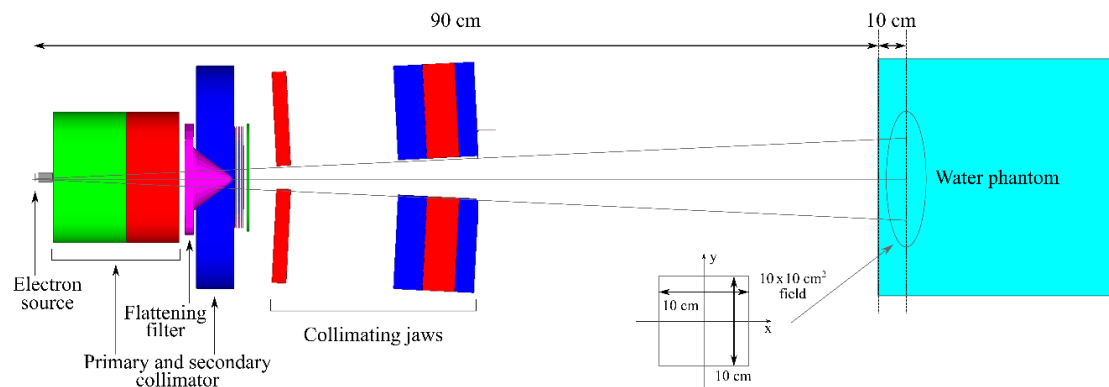 90 cm
10 cm
Water phantom
Electron
source
Flattening
filter
Primary and secondary
collimator
Collimating jaws
y
10 x 10 cm²
field
10 cm
x
10 cm